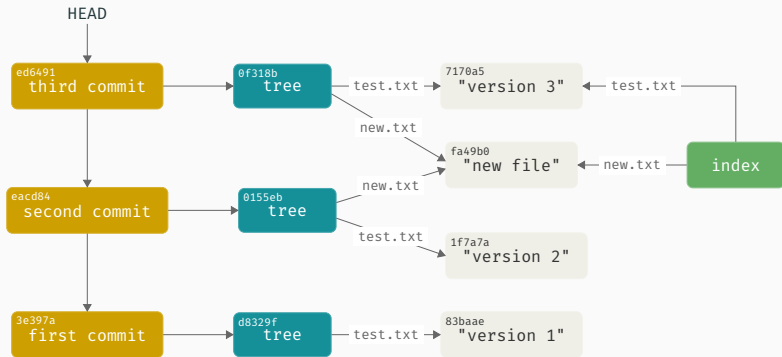 HEAD
ed6491
third commit
0f318b
tree
test.txt
7170a5
"version 3"
test.txt
new.txt
fa49b0
"new file"
new.txt
index
eacd84
second commit
0155eb
tree
new.txt
test.txt
1f7a7a
"version 2"
3e397a
first commit
d8329f
tree
test.txt
83baae
"version 1"